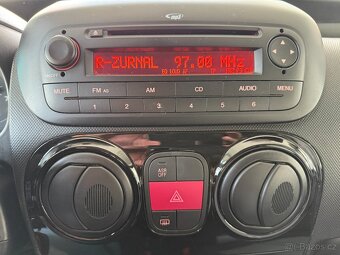 mp3
R-ZURNAL 97.00 MHz
MUTE FM AS AM CD AUDIO MENU
1 2 3 4 5 6
ASR
OFF